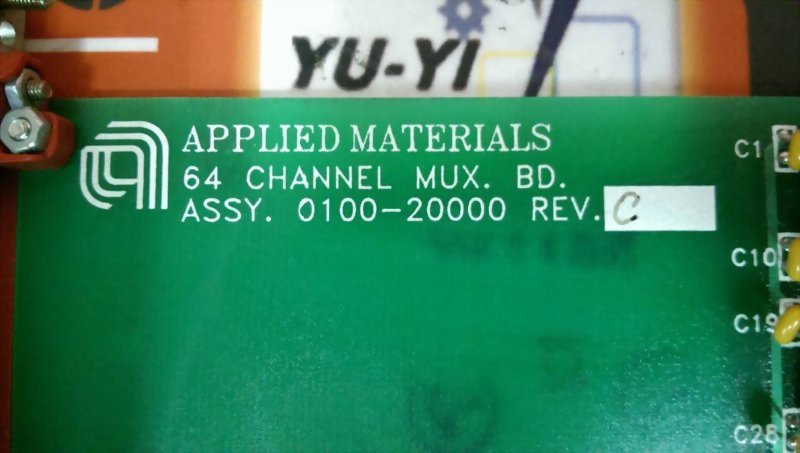 YU-YI
APPLIED MATERIALS
64 CHANNEL MUX. BD.
ASSY. 0100-20000 REV. C
C1
C10
C19
C28